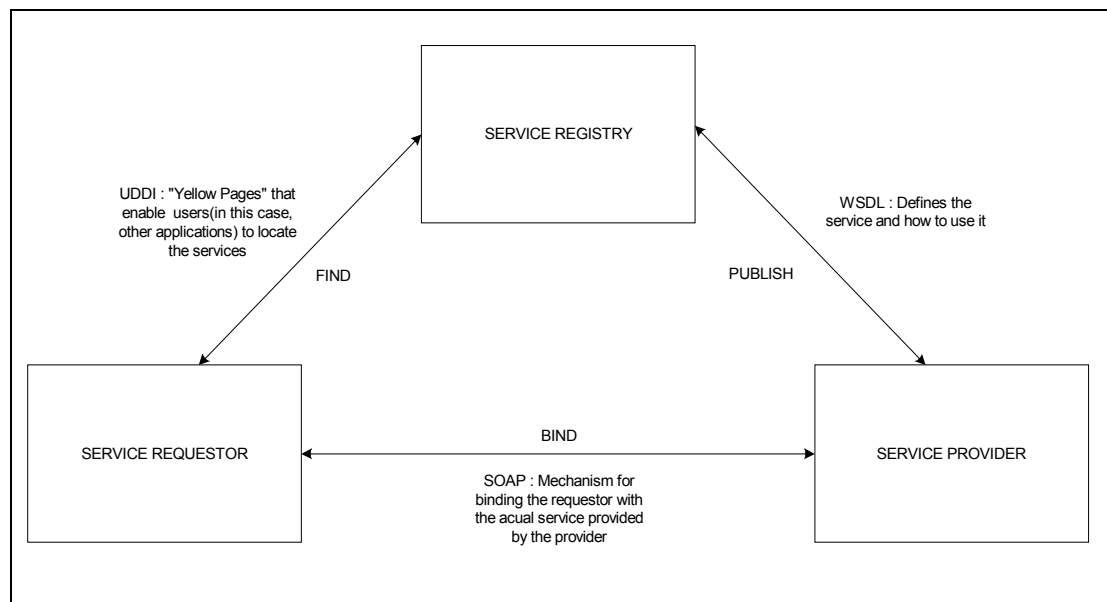 SERVICE REGISTRY
UDDI : "Yellow Pages" that
enable users(in this case,
other applications) to locate
the services
WSDL : Defines the
service and how to use it
FIND
PUBLISH
SERVICE REQUESTOR
BIND
SERVICE PROVIDER
SOAP : Mechanism for
binding the requestor with
the acual service provided
by the provider